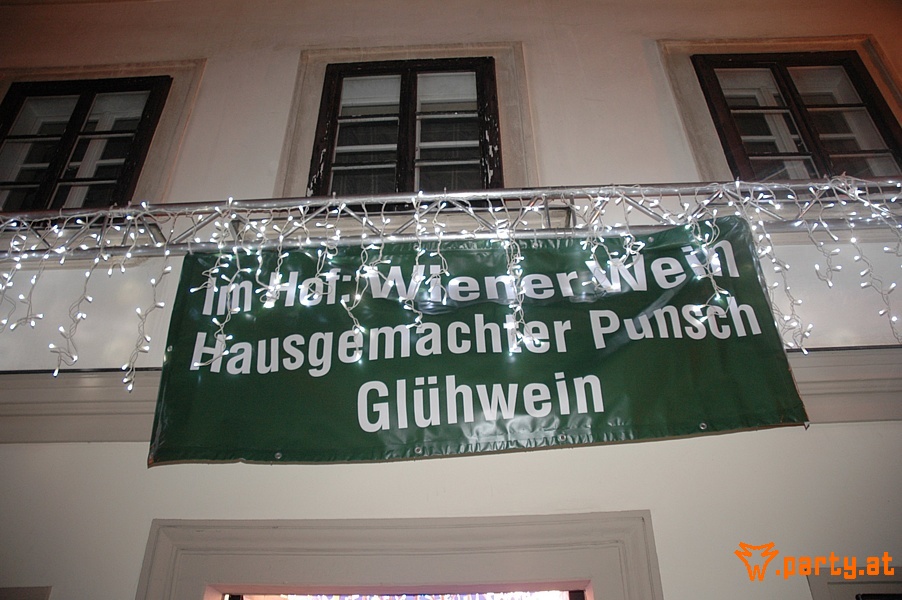 Im Hof: Wiener Wein
Hausgemachter Punsch
Glühwein
party.at